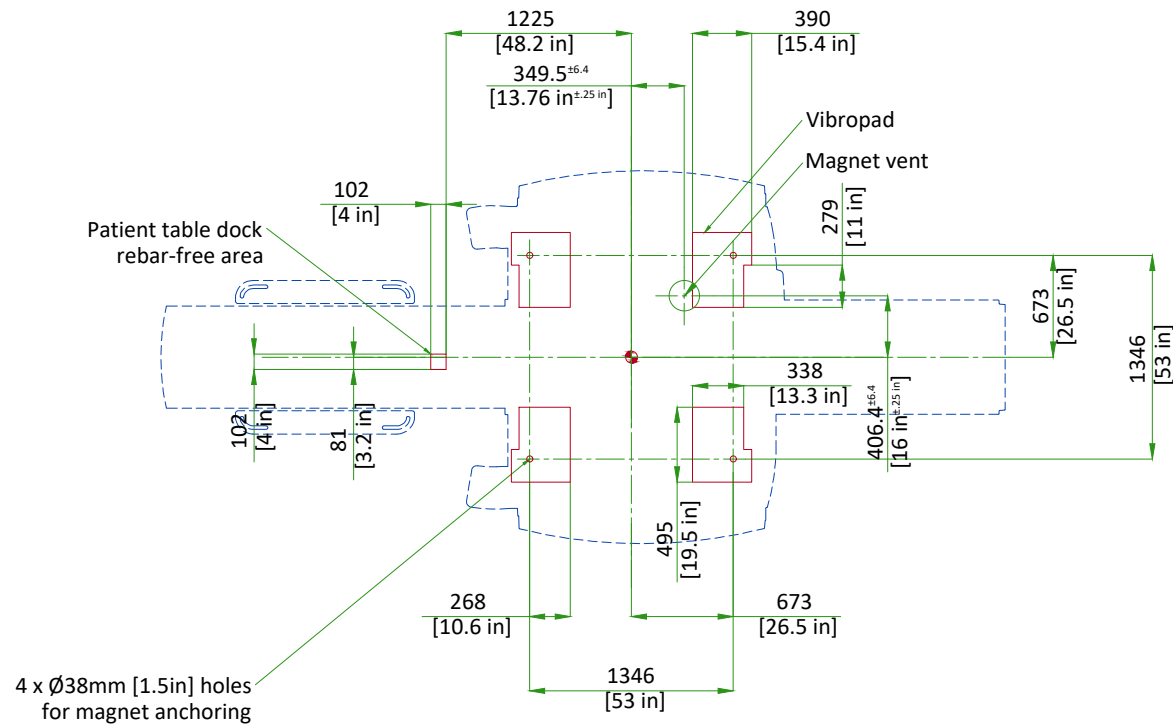 1225
[48.2 in]
390
[15.4 in]
349.5±6.4
[13.76 in±.25 in]
Vibropad
Magnet vent
102
[4 in]
279
[11 in]
Patient table dock
rebar-free area
673
[26.5 in]
1346
[53 in]
338
[13.3 in]
406.4±6.4
[16 in±.25 in]
102
[4 in]
81
[3.2 in]
495
[19.5 in]
268
[10.6 in]
673
[26.5 in]
1346
[53 in]
4 x Ø38mm [1.5in] holes
for magnet anchoring